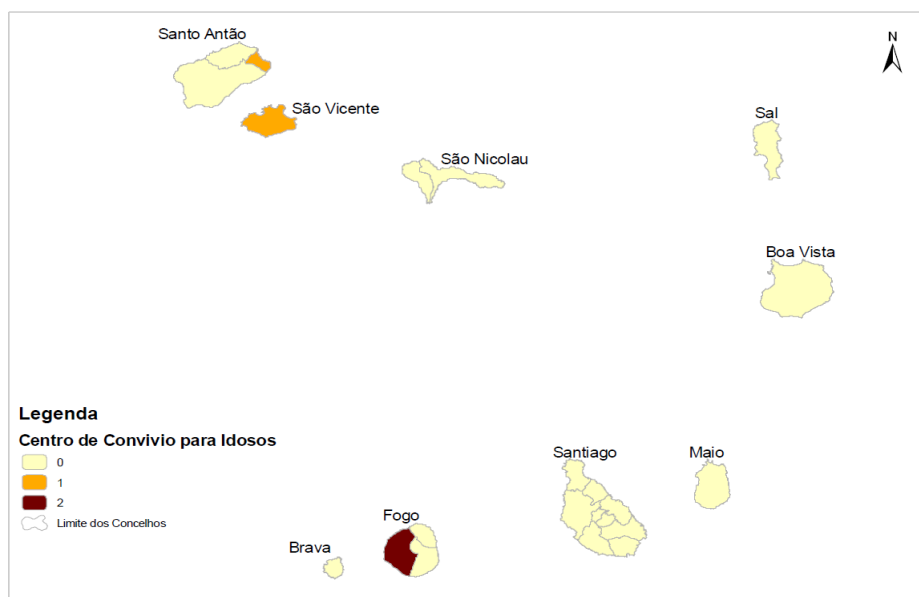 Santo Antão
N
São Vicente
Sal
São Nicolau
Boa Vista
Legenda
Centro de Convivio para Idosos
0
1
2
Limite dos Concelhos
Santiago
Maio
Fogo
Brava